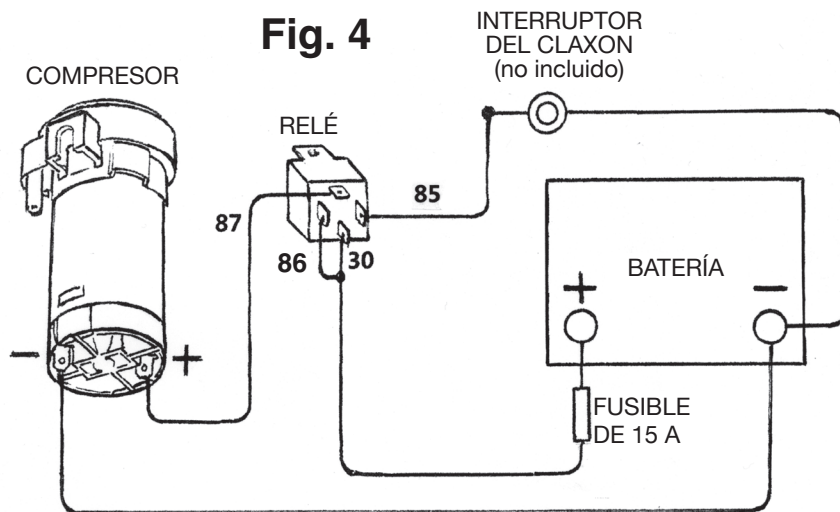 Fig. 4
INTERRUPTOR
DEL CLAXON
(no incluido)
COMPRESOR
RELÉ
85
87
86
30
BATERÍA
+
−
−
+
FUSIBLE
DE 15 A